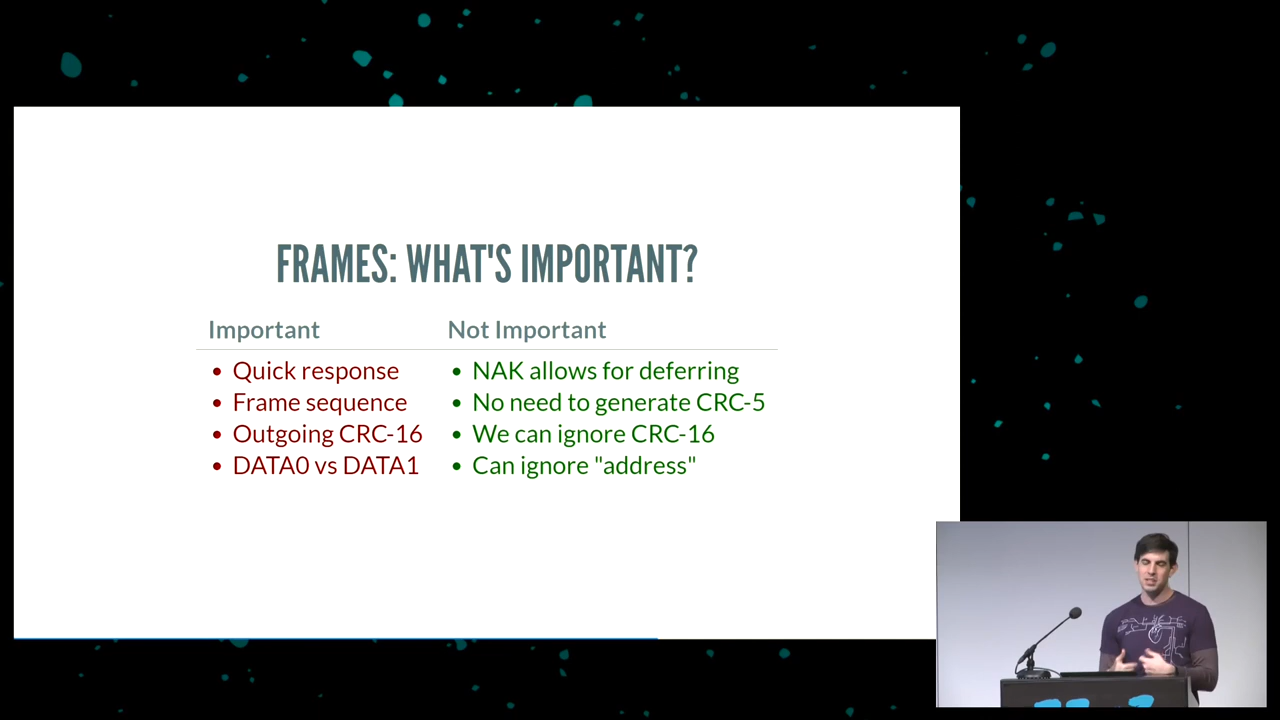 FRAMES: WHAT'S IMPORTANT?
Important
Not Important
• Quick response
• NAK allows for deferring
• Frame sequence
• No need to generate CRC-5
• Outgoing CRC-16
• We can ignore CRC-16
• DATA0 vs DATA1
• Can ignore "address"